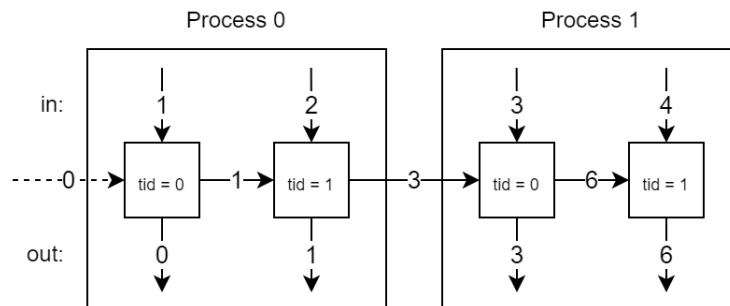 Process 0 Process 1
in: 1 2 3 4
0 tid = 0 1 tid = 1 3 tid = 0 6 tid = 1
out: 0 1 3 6